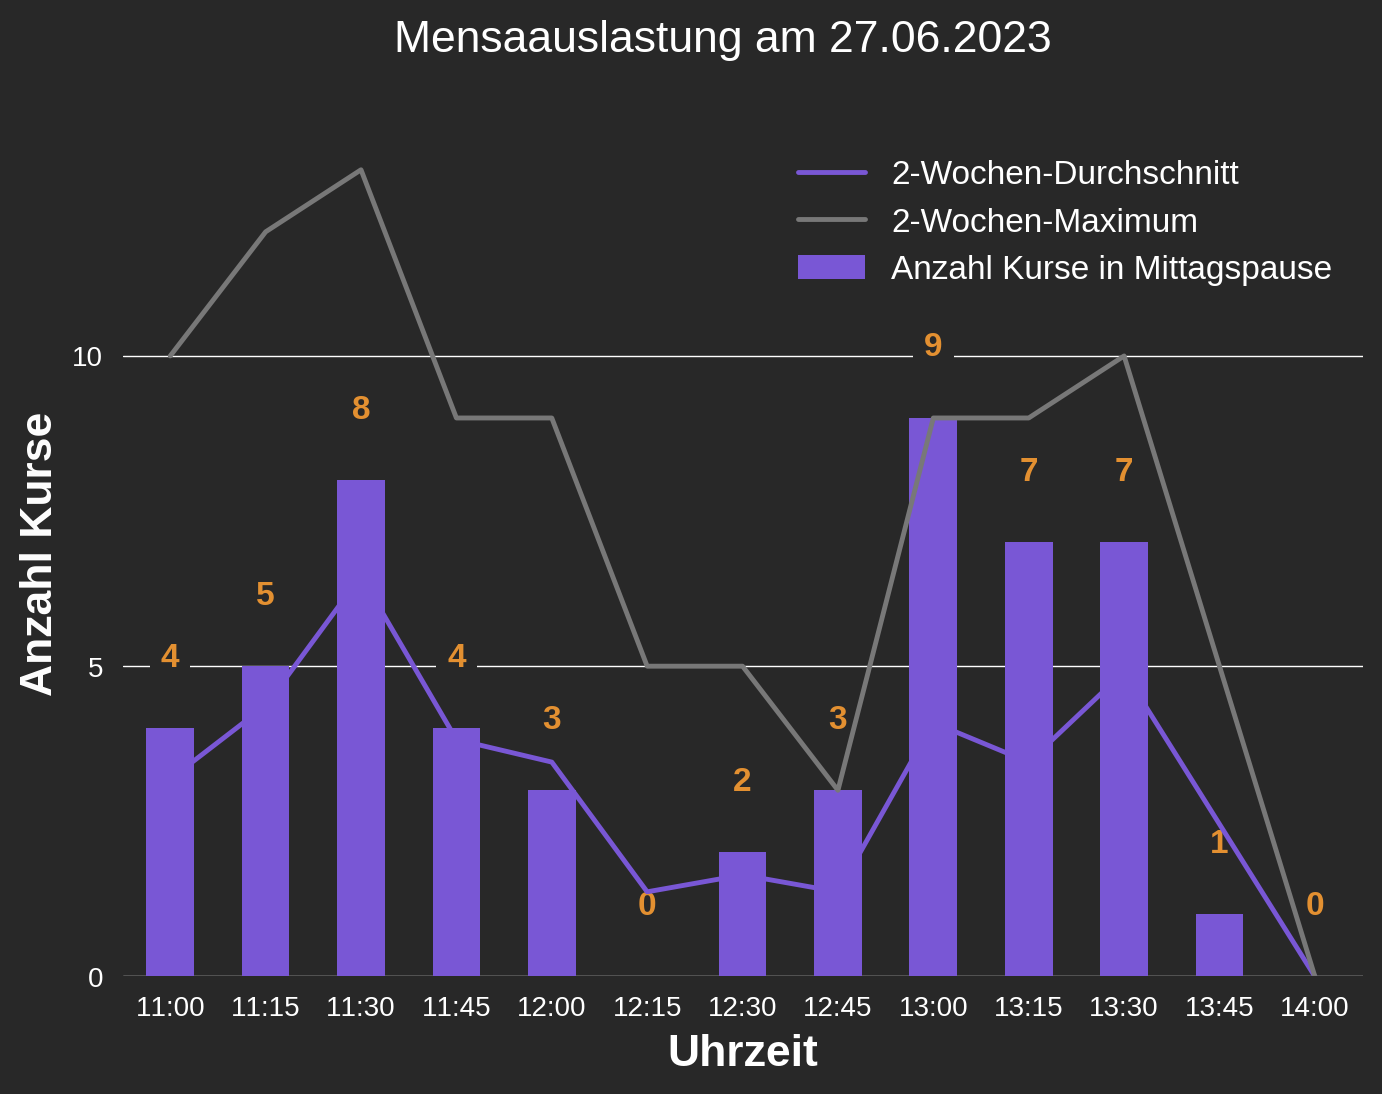 Mensaauslastung am 27.06.2023
2-Wochen-Durchschnitt
2-Wochen-Maximum
Anzahl Kurse in Mittagspause
Anzahl Kurse
10
5
0
4
5
8
4
3
0
2
3
9
7
7
1
0
11:00 11:15 11:30 11:45 12:00 12:15 12:30 12:45 13:00 13:15 13:30 13:45 14:00
Uhrzeit